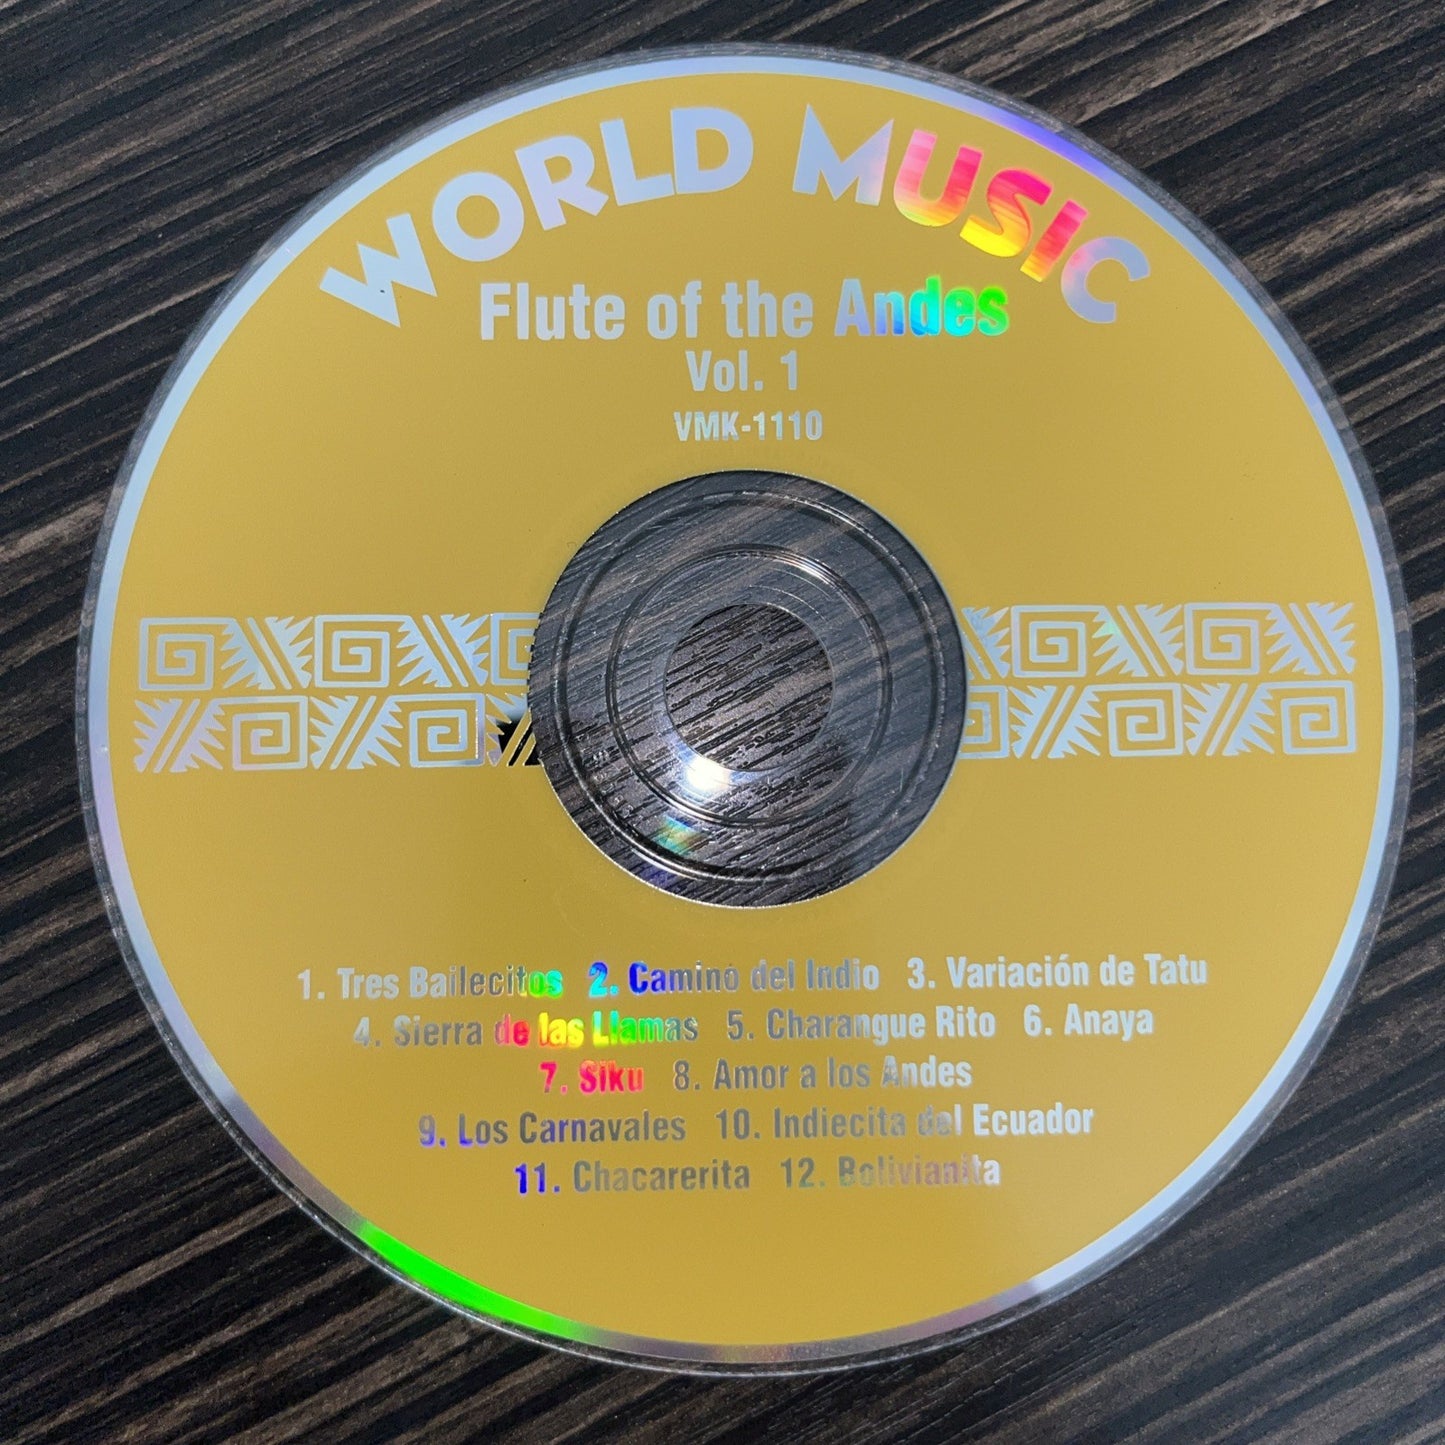 WORLD MUSIC
Flute of the Andes
Vol. 1
VMK-1110
1. Tres Bailecitos 2. Camino del Indio 3. Variación de Tatu
4. Sierra de las Llamas 5. Charangue Rito 6. Anaya
7. Siku 8. Amor a los Andes
9. Los Carnavales 10. Indiecita del Ecuador
11. Chacarerita 12. Bolivianita